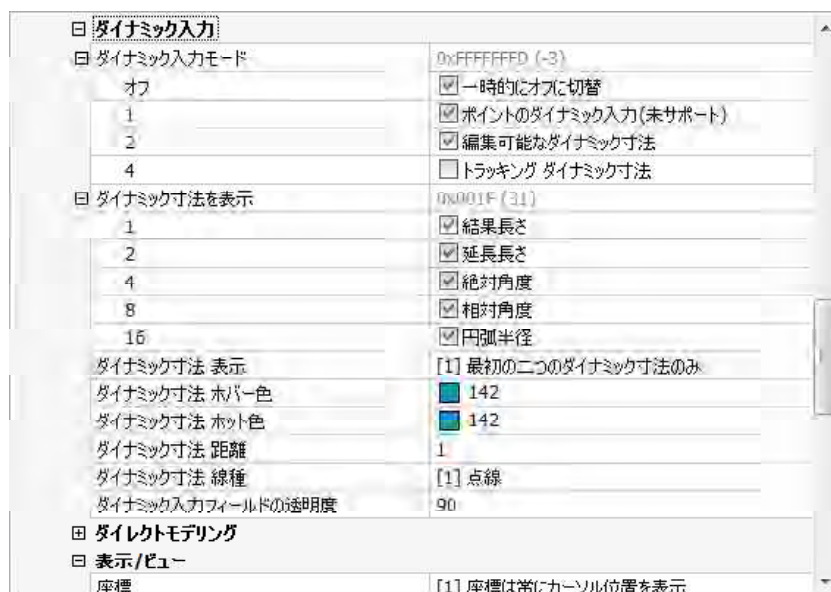 ダイナミック入力
ダイナミック入力モード 0xFFFFFFFD (-3)
オフ 一時的にオフに切替
1 ポイントのダイナミック入力(未サポート)
2 編集可能なダイナミック寸法
4 トラッキング ダイナミック寸法
ダイナミック寸法を表示 0x001F (31)
1 結果長さ
2 延長長さ
4 絶対角度
8 相対角度
16 円弧半径
ダイナミック寸法 表示 [1] 最初の二つのダイナミック寸法のみ
ダイナミック寸法 ホバー色 142
ダイナミック寸法 ホット色 142
ダイナミック寸法 距離 1
ダイナミック寸法 線種 [1] 点線
ダイナミック入力フィールドの透明度 90
ダイレクトモデリング
表示/ビュー
座標 [1] 座標は常にカーソル位置を表示